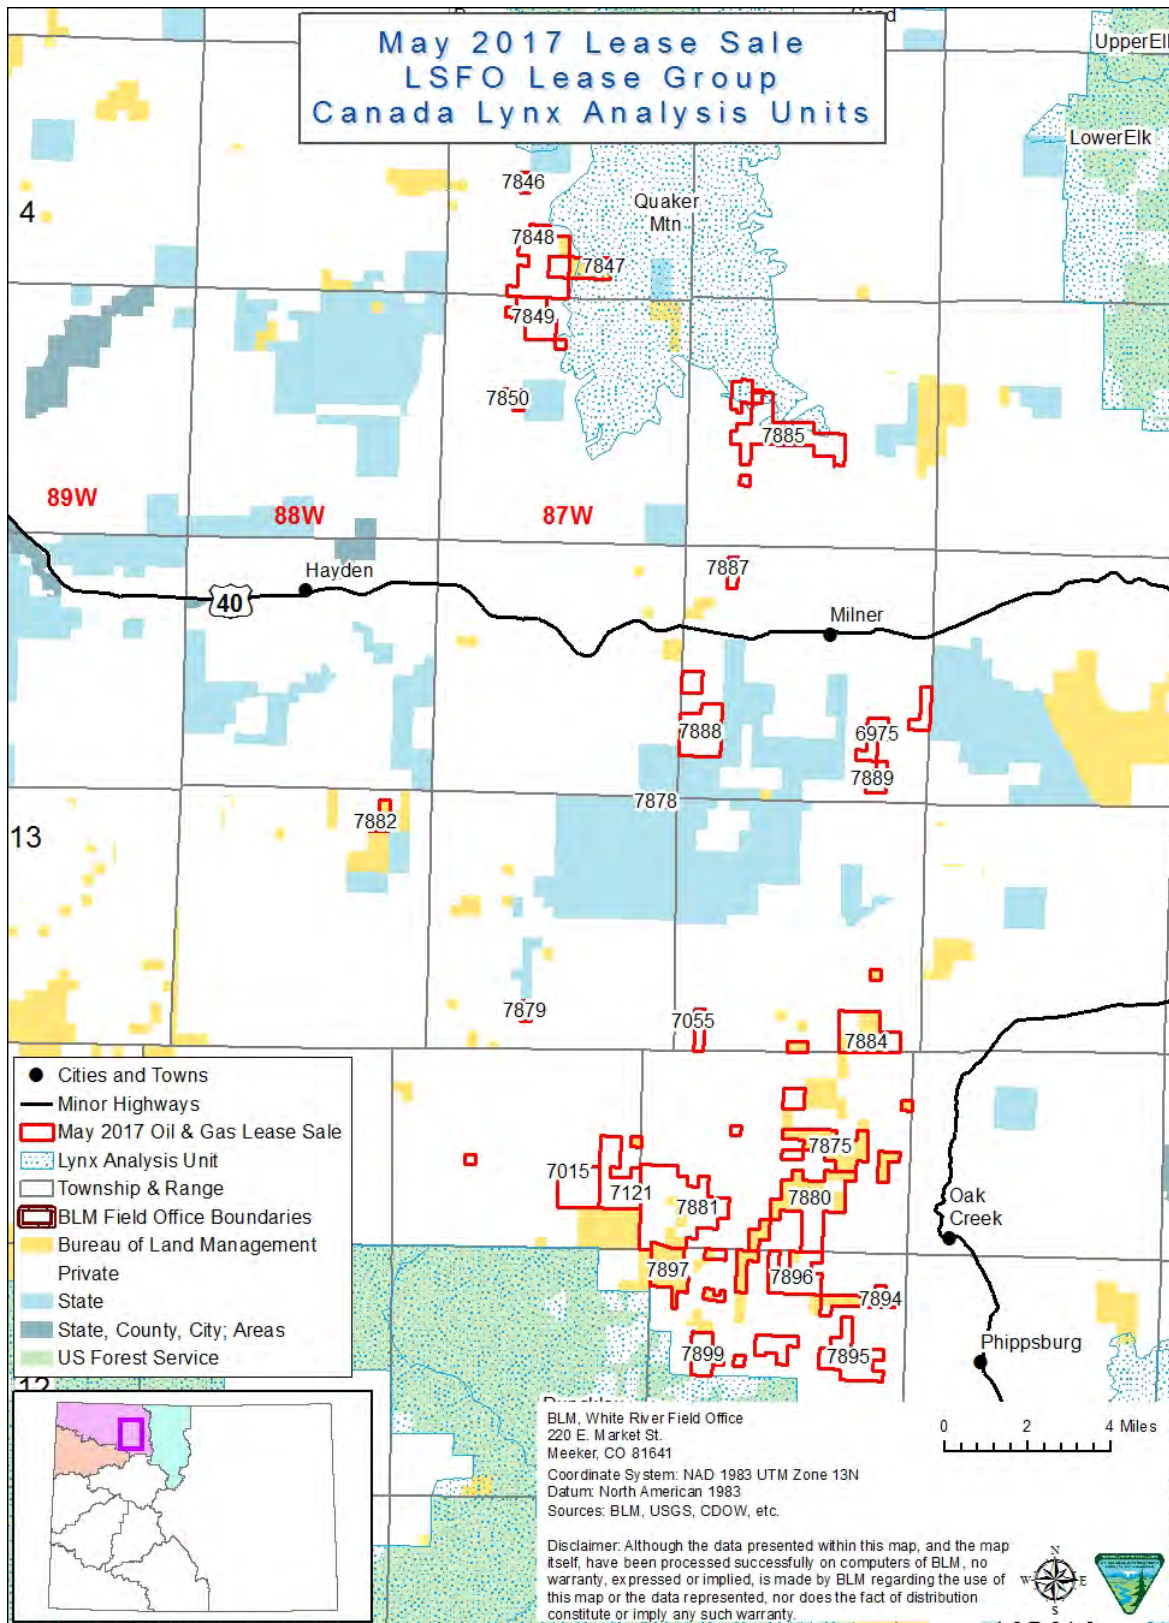 May 2017 Lease Sale
LSFO Lease Group
Canada Lynx Analysis Units
UpperElk
LowerElk
7846
Quaker
Mtn
4
7848
7847
7849
7850
7885
89W
88W
87W
Hayden
7887
40
Milner
7888
6975
7889
7878
7882
13
7879
7055
7884
7875
7015
7121
7881
7880
Oak
Creek
7897
7896
7894
Phippsburg
7899
7895
Cities and Towns
Minor Highways
May 2017 Oil & Gas Lease Sale
Lynx Analysis Unit
Township & Range
BLM Field Office Boundaries
Bureau of Land Management
Private
State
State, County, City; Areas
US Forest Service
12
BLM, White River Field Office
220 E. Market St.
Meeker, CO 81641
Coordinate System: NAD 1983 UTM Zone 13N
Datum: North American 1983
Sources: BLM, USGS, CDOW, etc.
0 2 4 Miles
Disclaimer: Although the data presented within this map, and the map
itself, have been processed successfully on computers of BLM, no
warranty, expressed or implied, is made by BLM regarding the use of
this map or the data represented, nor does the fact of distribution
constitute or imply any such warranty.
N
W E
S